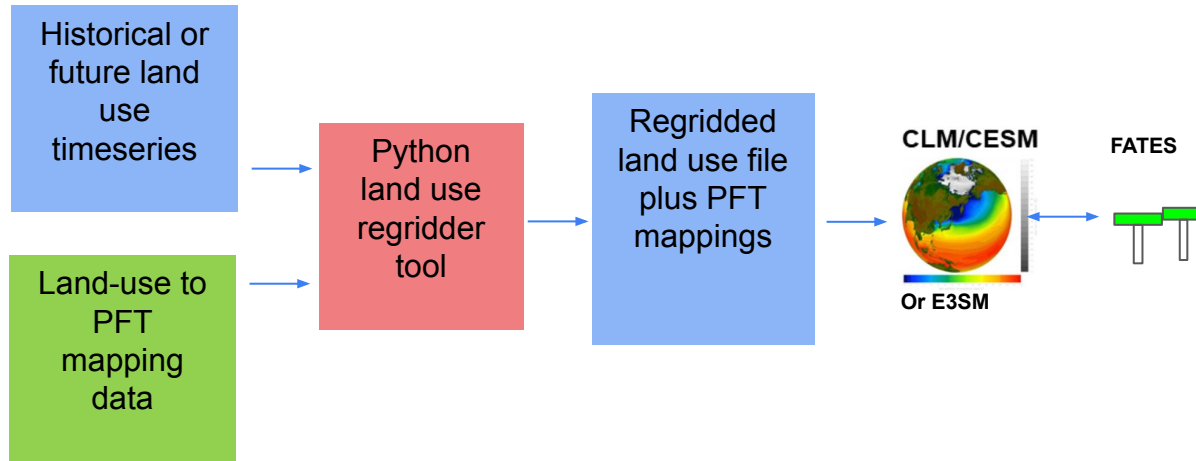 Historical or
future land
use
timeseries
Land-use to
PFT
mapping
data
Python
land use
regridder
tool
Regridded
land use file
plus PFT
mappings
CLM/CESM
Or E3SM
FATES